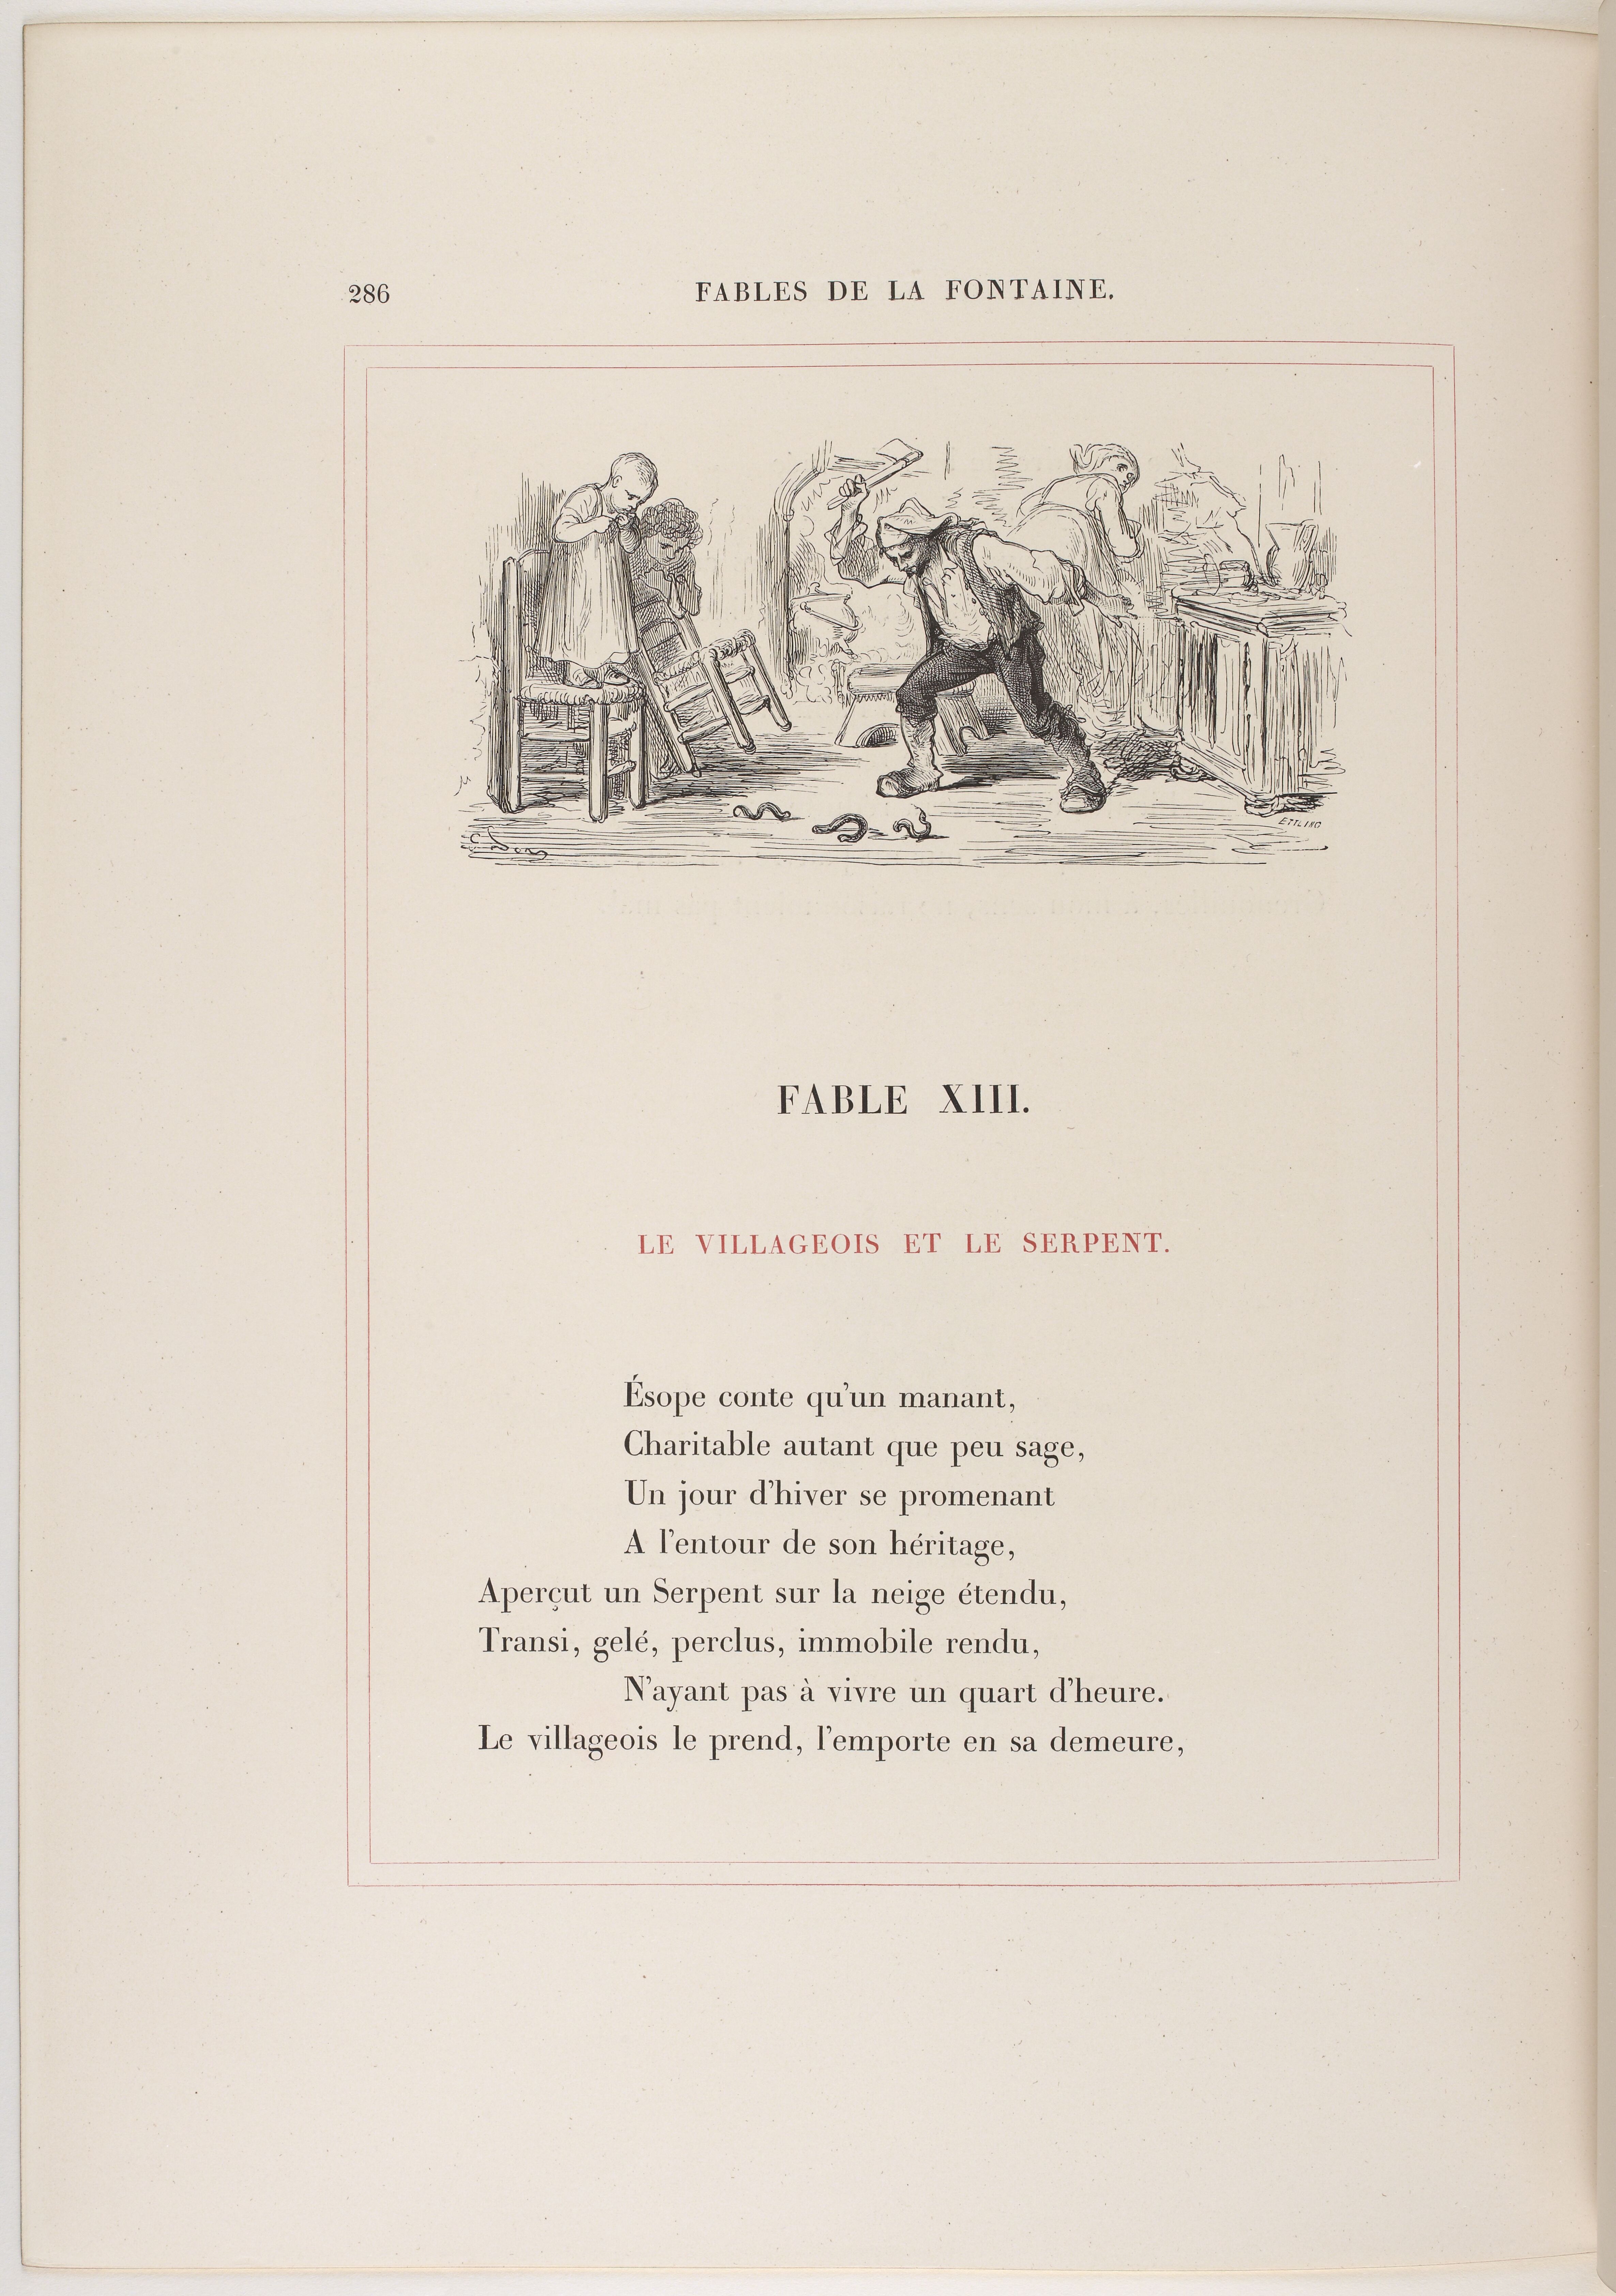 286
FABLES DE LA FONTAINE.
ETTLING
FABLE XIII.
LE VILLAGEOIS ET LE SERPENT.
Ésope conte qu'un manant,
Charitable autant que peu sage,
Un jour d'hiver se promenant
A l'entour de son héritage,
Aperçut un Serpent sur la neige étendu,
Transi, gelé, perclus, immobile rendu,
N'ayant pas à vivre un quart d'heure.
Le villageois le prend, l'emporte en sa demeure,